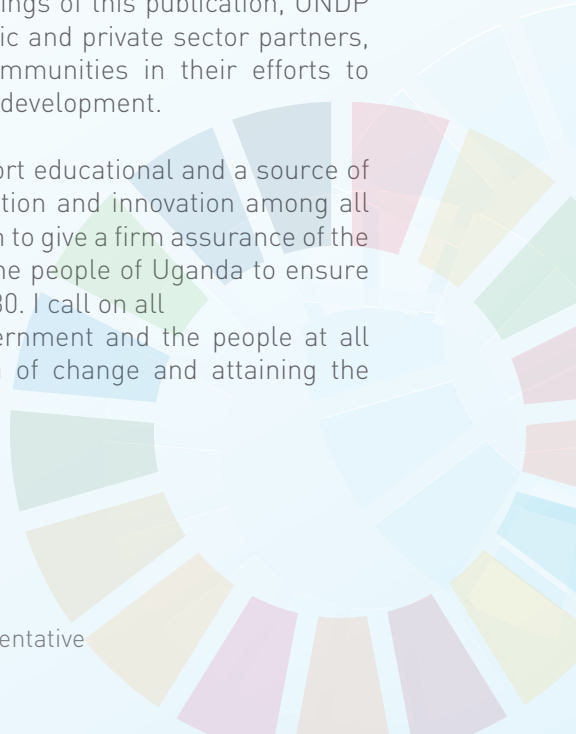 ings of this publication, UNDP
ic and private sector partners,
mmunities in their efforts to
development.
ort educational and a source of
tion and innovation among all
n to give a firm assurance of the
he people of Uganda to ensure
30. I call on all
ernment and the people at all
of change and attaining the
entative